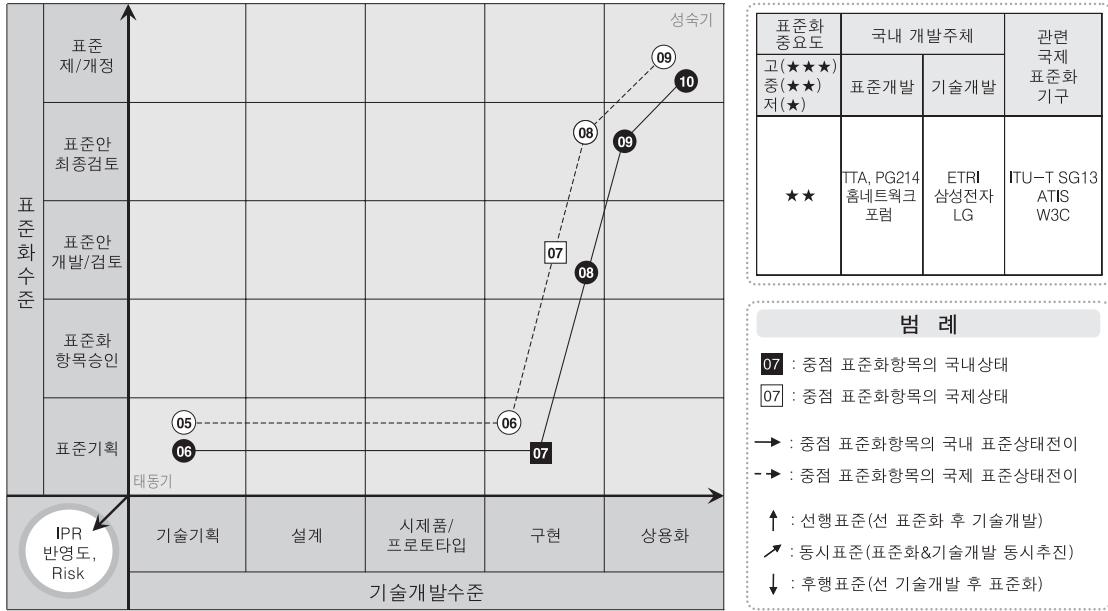 성숙기
표준
제/개정
표준안
최종검토
표준안
개발/검토
표준화
항목승인
표준기획
표준화수준
09
10
08
09
07
08
05
06
06
07
태동기
IPR
반영도,
Risk
기술기획
설계
시제품/
프로토타입
구현
상용화
기술개발수준
표준화
중요도
국내 개발주체
관련
국제
표준화
기구
고(★★★)
중(★★)
저(★)
표준개발
기술개발
★★
TTA, PG214
홈네트웍크
포럼
ETRI
삼성전자
LG
ITU-T SG13
ATIS
W3C
범 례
07 : 중점 표준화항목의 국내상태
07 : 중점 표준화항목의 국제상태
→ : 중점 표준화항목의 국내 표준상태전이
⇢ : 중점 표준화항목의 국제 표준상태전이
↑ : 선행표준(선 표준화 후 기술개발)
↗ : 동시표준(표준화&기술개발 동시추진)
↓ : 후행표준(선 기술개발 후 표준화)